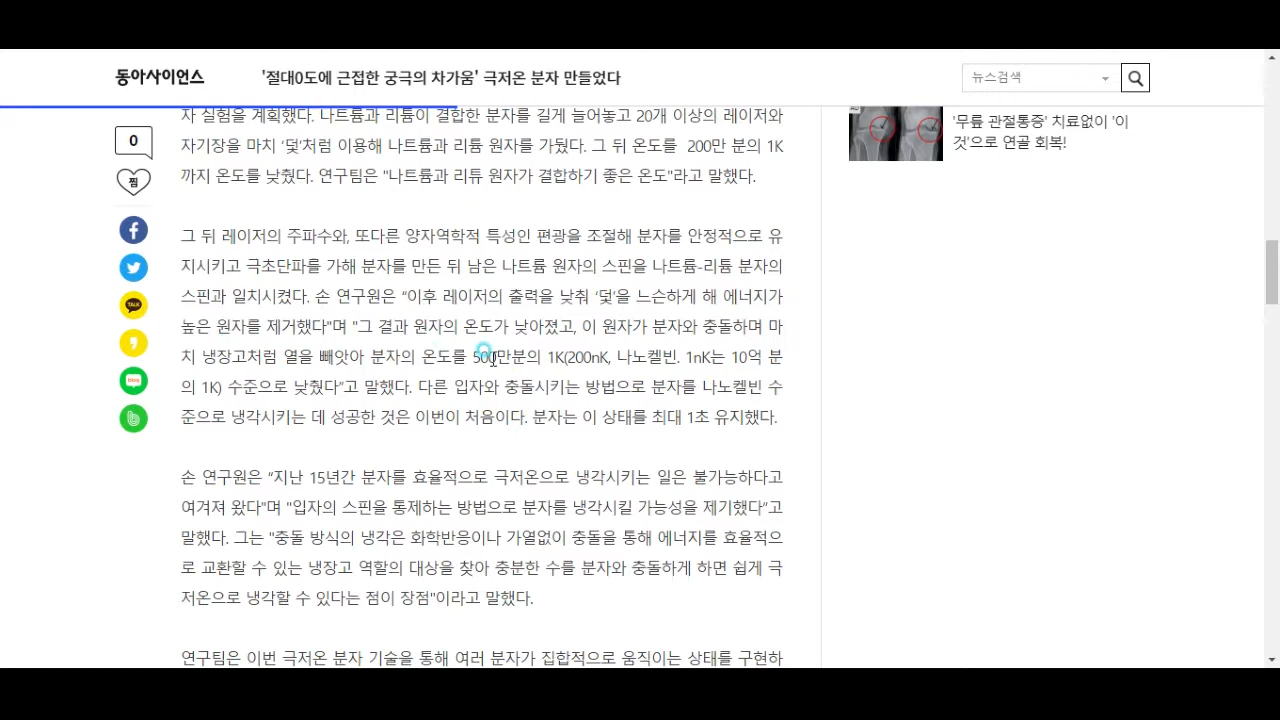 동아사이언스
'절대0도에 근접한 궁극의 차가움' 극저온 분자 만들었다
뉴스검색
자 실험을 계획했다. 나트륨과 리튬이 결합한 분자를 길게 늘어놓고 20개 이상의 레이저와
자기장을 마치 ‘덫’처럼 이용해 나트륨과 리튬 원자를 가뒀다. 그 뒤 온도를 200만 분의 1K
까지 온도를 낮췄다. 연구팀은 "나트륨과 리튜 원자가 결합하기 좋은 온도"라고 말했다.
그 뒤 레이저의 주파수와, 또다른 양자역학적 특성인 편광을 조절해 분자를 안정적으로 유
지시키고 극초단파를 가해 분자를 만든 뒤 남은 나트륨 원자의 스핀을 나트륨-리튬 분자의
스핀과 일치시켰다. 손 연구원은 “이후 레이저의 출력을 낮춰 ‘덫’을 느슨하게 해 에너지가
높은 원자를 제거했다"며 "그 결과 원자의 온도가 낮아졌고, 이 원자가 분자와 충돌하며 마
치 냉장고처럼 열을 빼앗아 분자의 온도를 500만분의 1K(200nK, 나노켈빈. 1nK는 10억 분
의 1K) 수준으로 낮췄다”고 말했다. 다른 입자와 충돌시키는 방법으로 분자를 나노켈빈 수
준으로 냉각시키는 데 성공한 것은 이번이 처음이다. 분자는 이 상태를 최대 1초 유지했다.
손 연구원은 “지난 15년간 분자를 효율적으로 극저온으로 냉각시키는 일은 불가능하다고
여겨져 왔다"며 "입자의 스핀을 통제하는 방법으로 분자를 냉각시킬 가능성을 제기했다”고
말했다. 그는 "충돌 방식의 냉각은 화학반응이나 가열없이 충돌을 통해 에너지를 효율적으
로 교환할 수 있는 냉장고 역할의 대상을 찾아 충분한 수를 분자와 충돌하게 하면 쉽게 극
저온으로 냉각할 수 있다는 점이 장점"이라고 말했다.
연구팀은 이번 극저온 분자 기술을 통해 여러 분자가 집합적으로 움직이는 상태를 구현하
0
찜
TALK
blog
'무릎 관절통증' 치료없이 '이
것'으로 연골 회복!